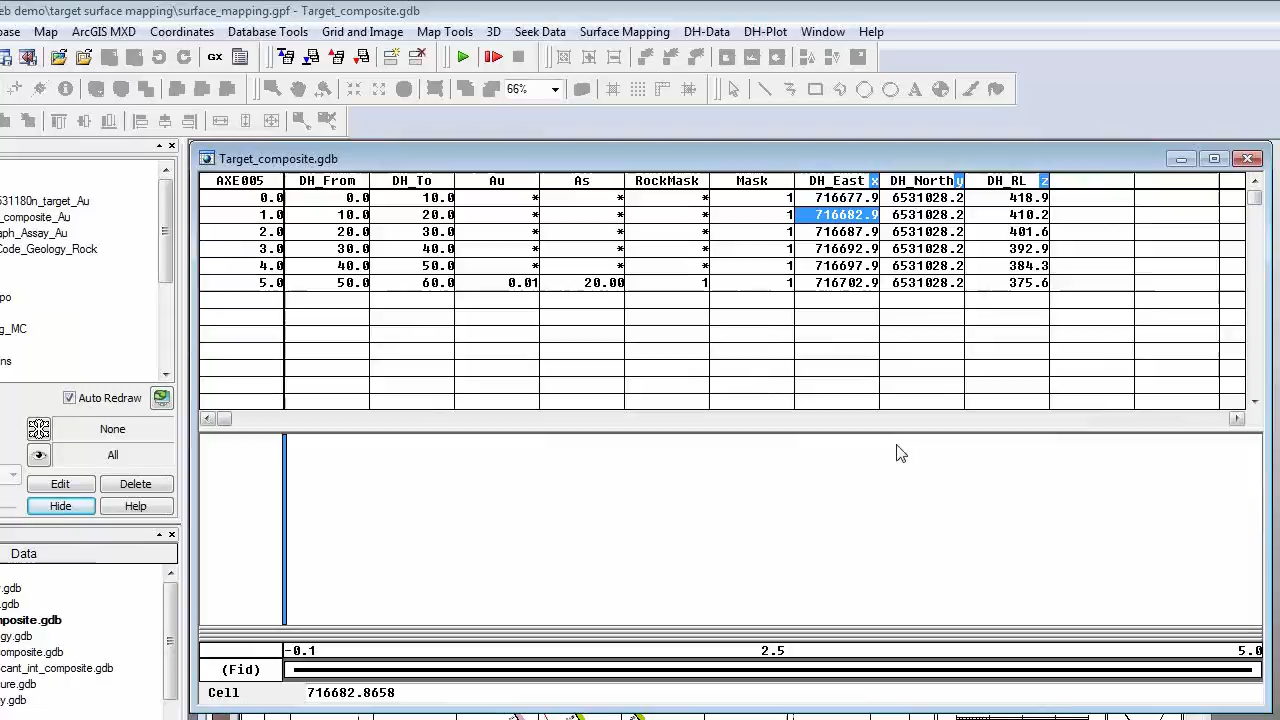 eb demo\target surface mapping\surface_mapping.gpf - Target_composite.gdb
base Map ArcGIS MXD Coordinates Database Tools Grid and Image Map Tools 3D Seek Data Surface Mapping DH-Data DH-Plot Window Help
GX
66%
Target_composite.gdb
AXE005 DH_From DH_To Au As RockMask Mask DH_East x DH_North y DH_RL z
0.0 0.0 10.0 * * * 1 716677.9 6531028.2 418.9
1.0 10.0 20.0 * * * 1 716682.9 6531028.2 410.2
2.0 20.0 30.0 * * * 1 716687.9 6531028.2 401.6
3.0 30.0 40.0 * * * 1 716692.9 6531028.2 392.9
4.0 40.0 50.0 * * * 1 716697.9 6531028.2 384.3
5.0 50.0 60.0 0.01 20.00 1 1 716702.9 6531028.2 375.6
531180n_target_Au
_composite_Au
aph_Assay_Au
Code_Geology_Rock
po
g_MC
ns
Auto Redraw
None
All
Edit Delete
Hide Help
Data
.gdb
.gdb
mposite.gdb
gy.gdb
omposite.gdb
cant_int_composite.gdb
ure.gdb
y.gdb
-0.1 2.5 5.0
(Fid)
Cell 716682.8658